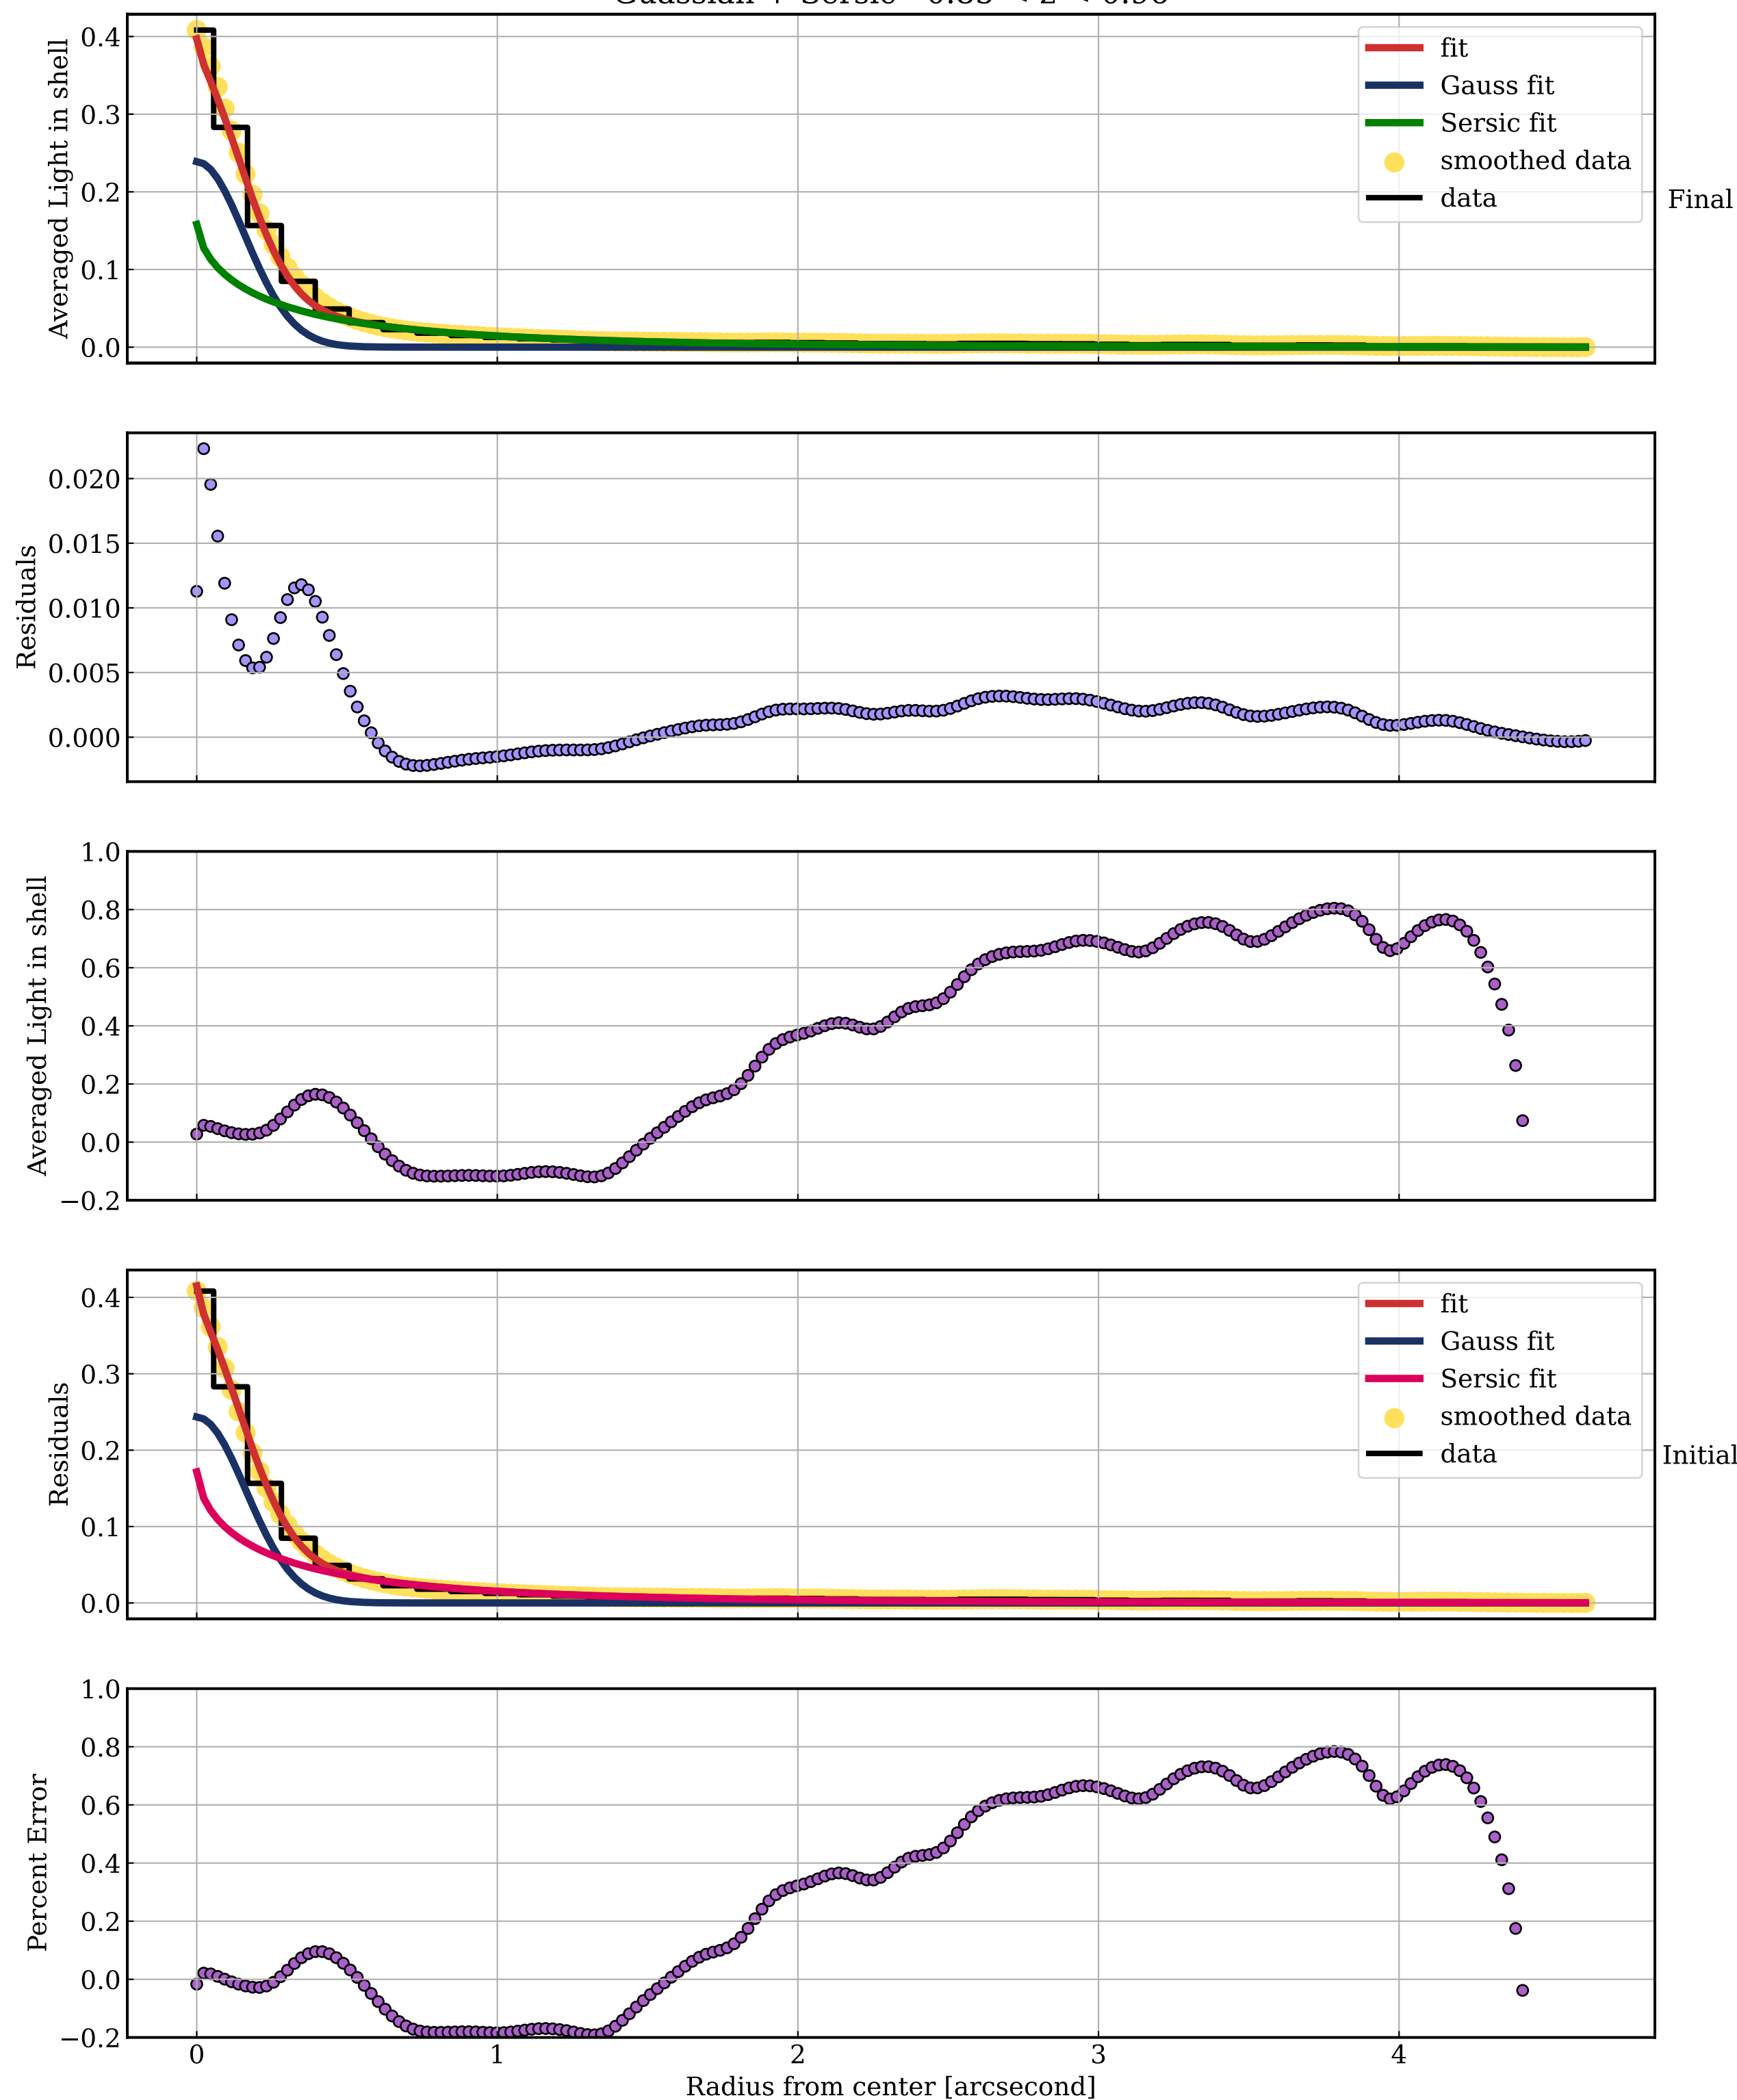 0.4
0.3
0.2
0.1
0.0
Averaged Light in shell
fit
Gauss fit
Sersic fit
smoothed data
data
Final
0.020
0.015
0.010
0.005
0.000
Residuals
1.0
0.8
0.6
0.4
0.2
0.0
−0.2
Averaged Light in shell
0.4
0.3
0.2
0.1
0.0
Residuals
fit
Gauss fit
Sersic fit
smoothed data
data
Initial
1.0
0.8
0.6
0.4
0.2
0.0
−0.2
Percent Error
0 1 2 3 4
Radius from center [arcsecond]